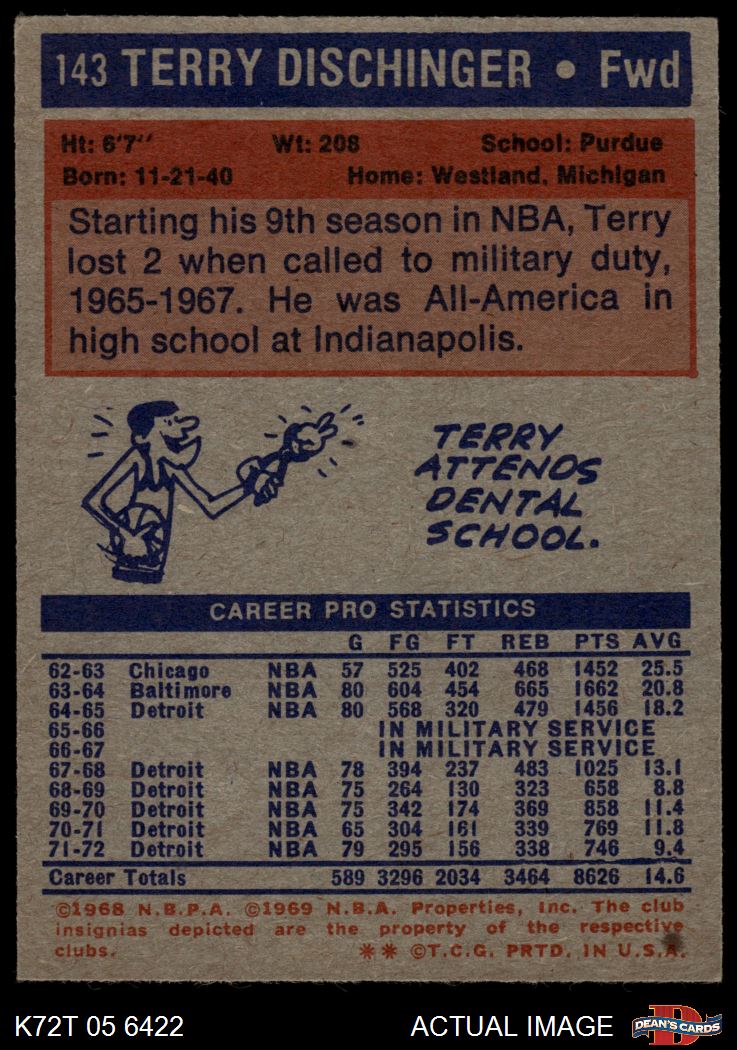 143 TERRY DISCHINGER • Fwd
Ht: 6'7'' Wt: 208 School: Purdue
Born: 11-21-40 Home: Westland, Michigan
Starting his 9th season in NBA, Terry
lost 2 when called to military duty,
1965-1967. He was All-America in
high school at Indianapolis.
TERRY
ATTENDS
DENTAL
SCHOOL.
CAREER PRO STATISTICS
G FG FT REB PTS AVG
62-63 Chicago NBA 57 525 402 468 1452 25.5
63-64 Baltimore NBA 80 604 454 665 1662 20.8
64-65 Detroit NBA 80 568 320 479 1456 18.2
65-66 IN MILITARY SERVICE
66-67 IN MILITARY SERVICE
67-68 Detroit NBA 78 394 237 483 1025 13.1
68-69 Detroit NBA 75 264 130 323 658 8.8
69-70 Detroit NBA 75 342 174 369 858 11.4
70-71 Detroit NBA 65 304 161 339 769 11.8
71-72 Detroit NBA 79 295 156 338 746 9.4
Career Totals 589 3296 2034 3464 8626 14.6
©1968 N.B.P.A. ©1969 N.B.A. Properties, Inc. The club
insignias depicted are the property of the respective
clubs. ** ©T.C.G. PRTD. IN U.S.A.
K72T 05 6422 ACTUAL IMAGE D DEAN'S CARDS